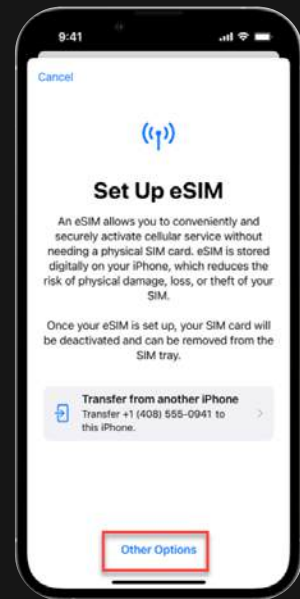 9:41
Cancel
Set Up eSIM
An eSIM allows you to conveniently and
securely activate cellular service without
needing a physical SIM card. eSIM is stored
digitally on your iPhone, which reduces the
risk of physical damage, loss, or theft of your
SIM.
Once your eSIM is set up, your SIM card will
be deactivated and can be removed from the
SIM tray.
Transfer from another iPhone
Transfer +1 (408) 555-0941 to
this iPhone.
Other Options